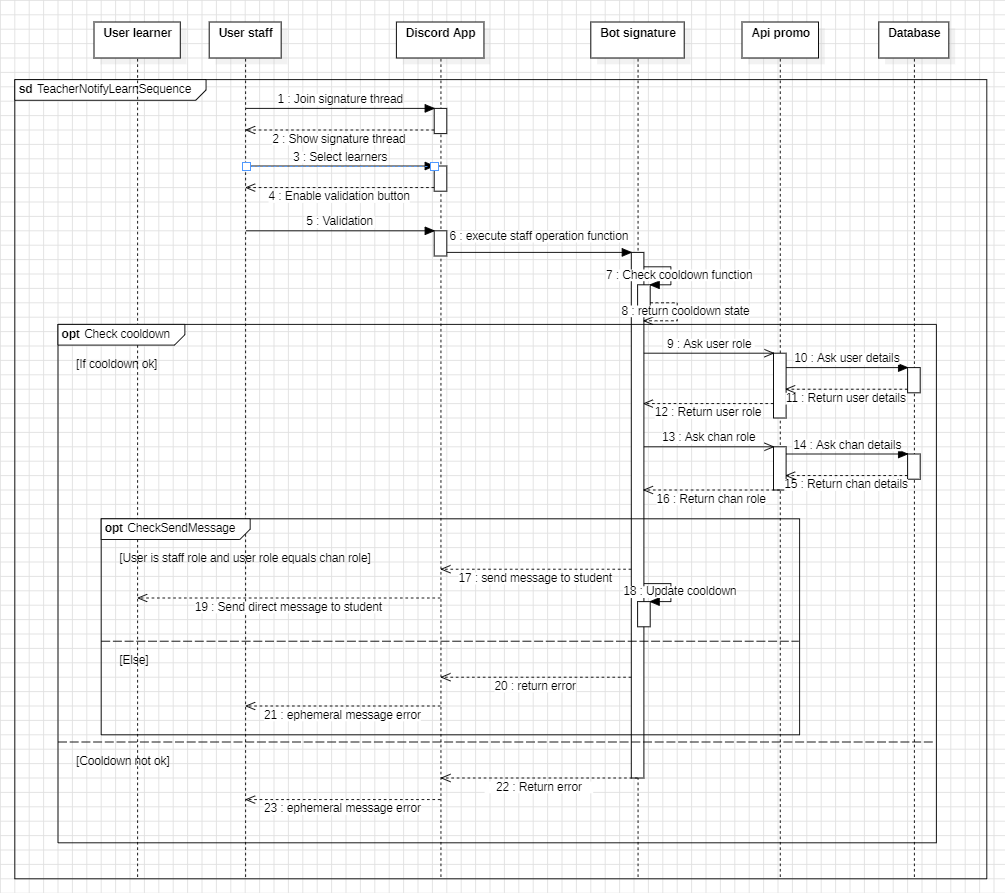 User learner
User staff
Discord App
Bot signature
Api promo
Database
sd TeacherNotifyLearnSequence
1 : Join signature thread
2 : Show signature thread
3 : Select learners
4 : Enable validation button
5 : Validation
6 : execute staff operation function
7 : Check cooldown function
8 : return cooldown state
opt Check cooldown
[If cooldown ok]
9 : Ask user role
10 : Ask user details
11 : Return user details
12 : Return user role
13 : Ask chan role
14 : Ask chan details
15 : Return chan details
16 : Return chan role
opt CheckSendMessage
[User is staff role and user role equals chan role]
17 : send message to student
18 : Update cooldown
19 : Send direct message to student
[Else]
20 : return error
21 : ephemeral message error
[Cooldown not ok]
22 : Return error
23 : ephemeral message error